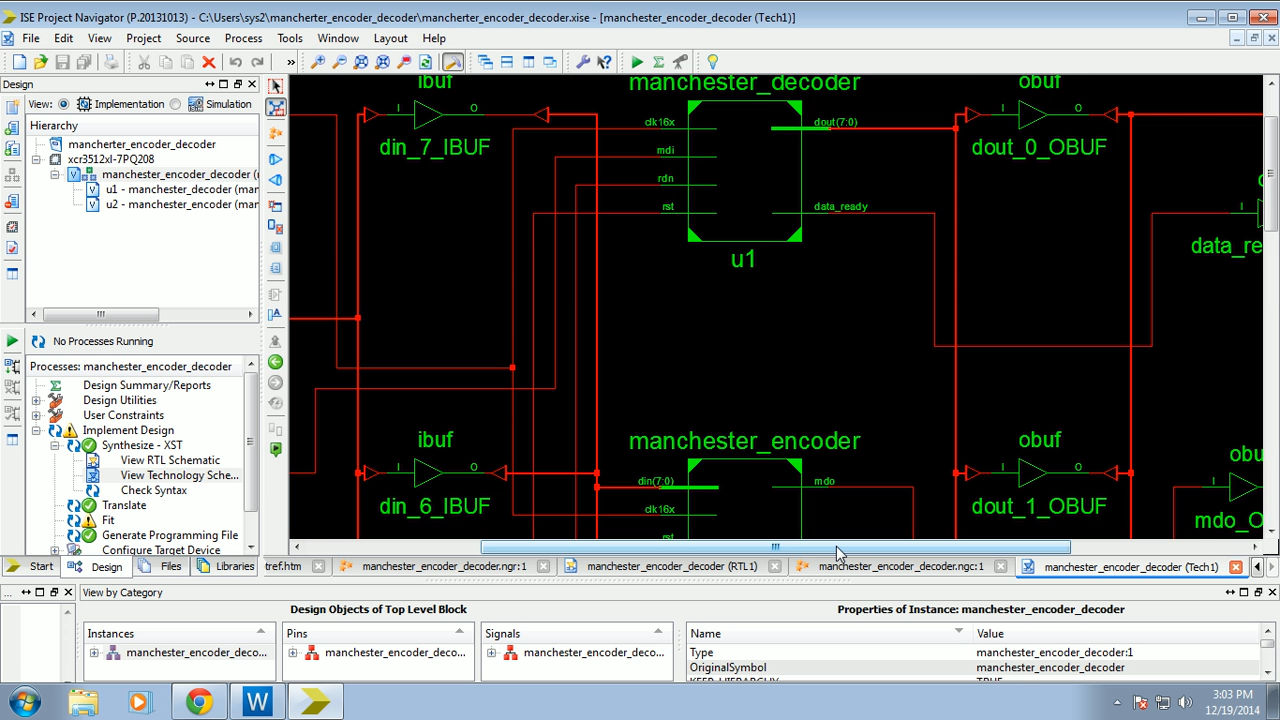 ISE Project Navigator (P.20131013) - C:\Users\sys2\mancherter_encoder_decoder\mancherter_encoder_decoder.xise - [manchester_encoder_decoder (Tech1)]
File Edit View Project Source Process Tools Window Layout Help
Design
View: Implementation Simulation
Hierarchy
manchester_encoder_decoder
xcr3512xl-7PQ208
manchester_encoder_decoder (
u1 - manchester_decoder (mar
u2 - manchester_encoder (mar
No Processes Running
Processes: manchester_encoder_decoder
Design Summary/Reports
Design Utilities
User Constraints
Implement Design
Synthesize - XST
View RTL Schematic
View Technology Sche...
Check Syntax
Translate
Fit
Generate Programming File
Configure Target Device
Start Design Files Libraries
ibuf
I O
din_7_IBUF
manchester_decoder
clk16x
mdi
rdn
rst
dout(7:0)
data_ready
u1
obuf
I O
dout_0_OBUF
I
data_re
ibuf
I O
din_6_IBUF
manchester_encoder
din(7:0)
clk16x
rst
mdo
obuf
I O
dout_1_OBUF
obu
I
mdo_O
tref.htm manchester_encoder_decoder.ngr:1 manchester_encoder_decoder (RTL1) manchester_encoder_decoder.ngc:1 manchester_encoder_decoder (Tech1)
... View by Category
Design Objects of Top Level Block
Properties of Instance: manchester_encoder_decoder
Instances Pins Signals Name Value
manchester_encoder_deco... manchester_encoder_deco... manchester_encoder_deco... Type manchester_encoder_decoder:1
OriginalSymbol manchester_encoder_decoder
KEEP_HIERARCHY TRUE
3:03 PM
12/19/2014